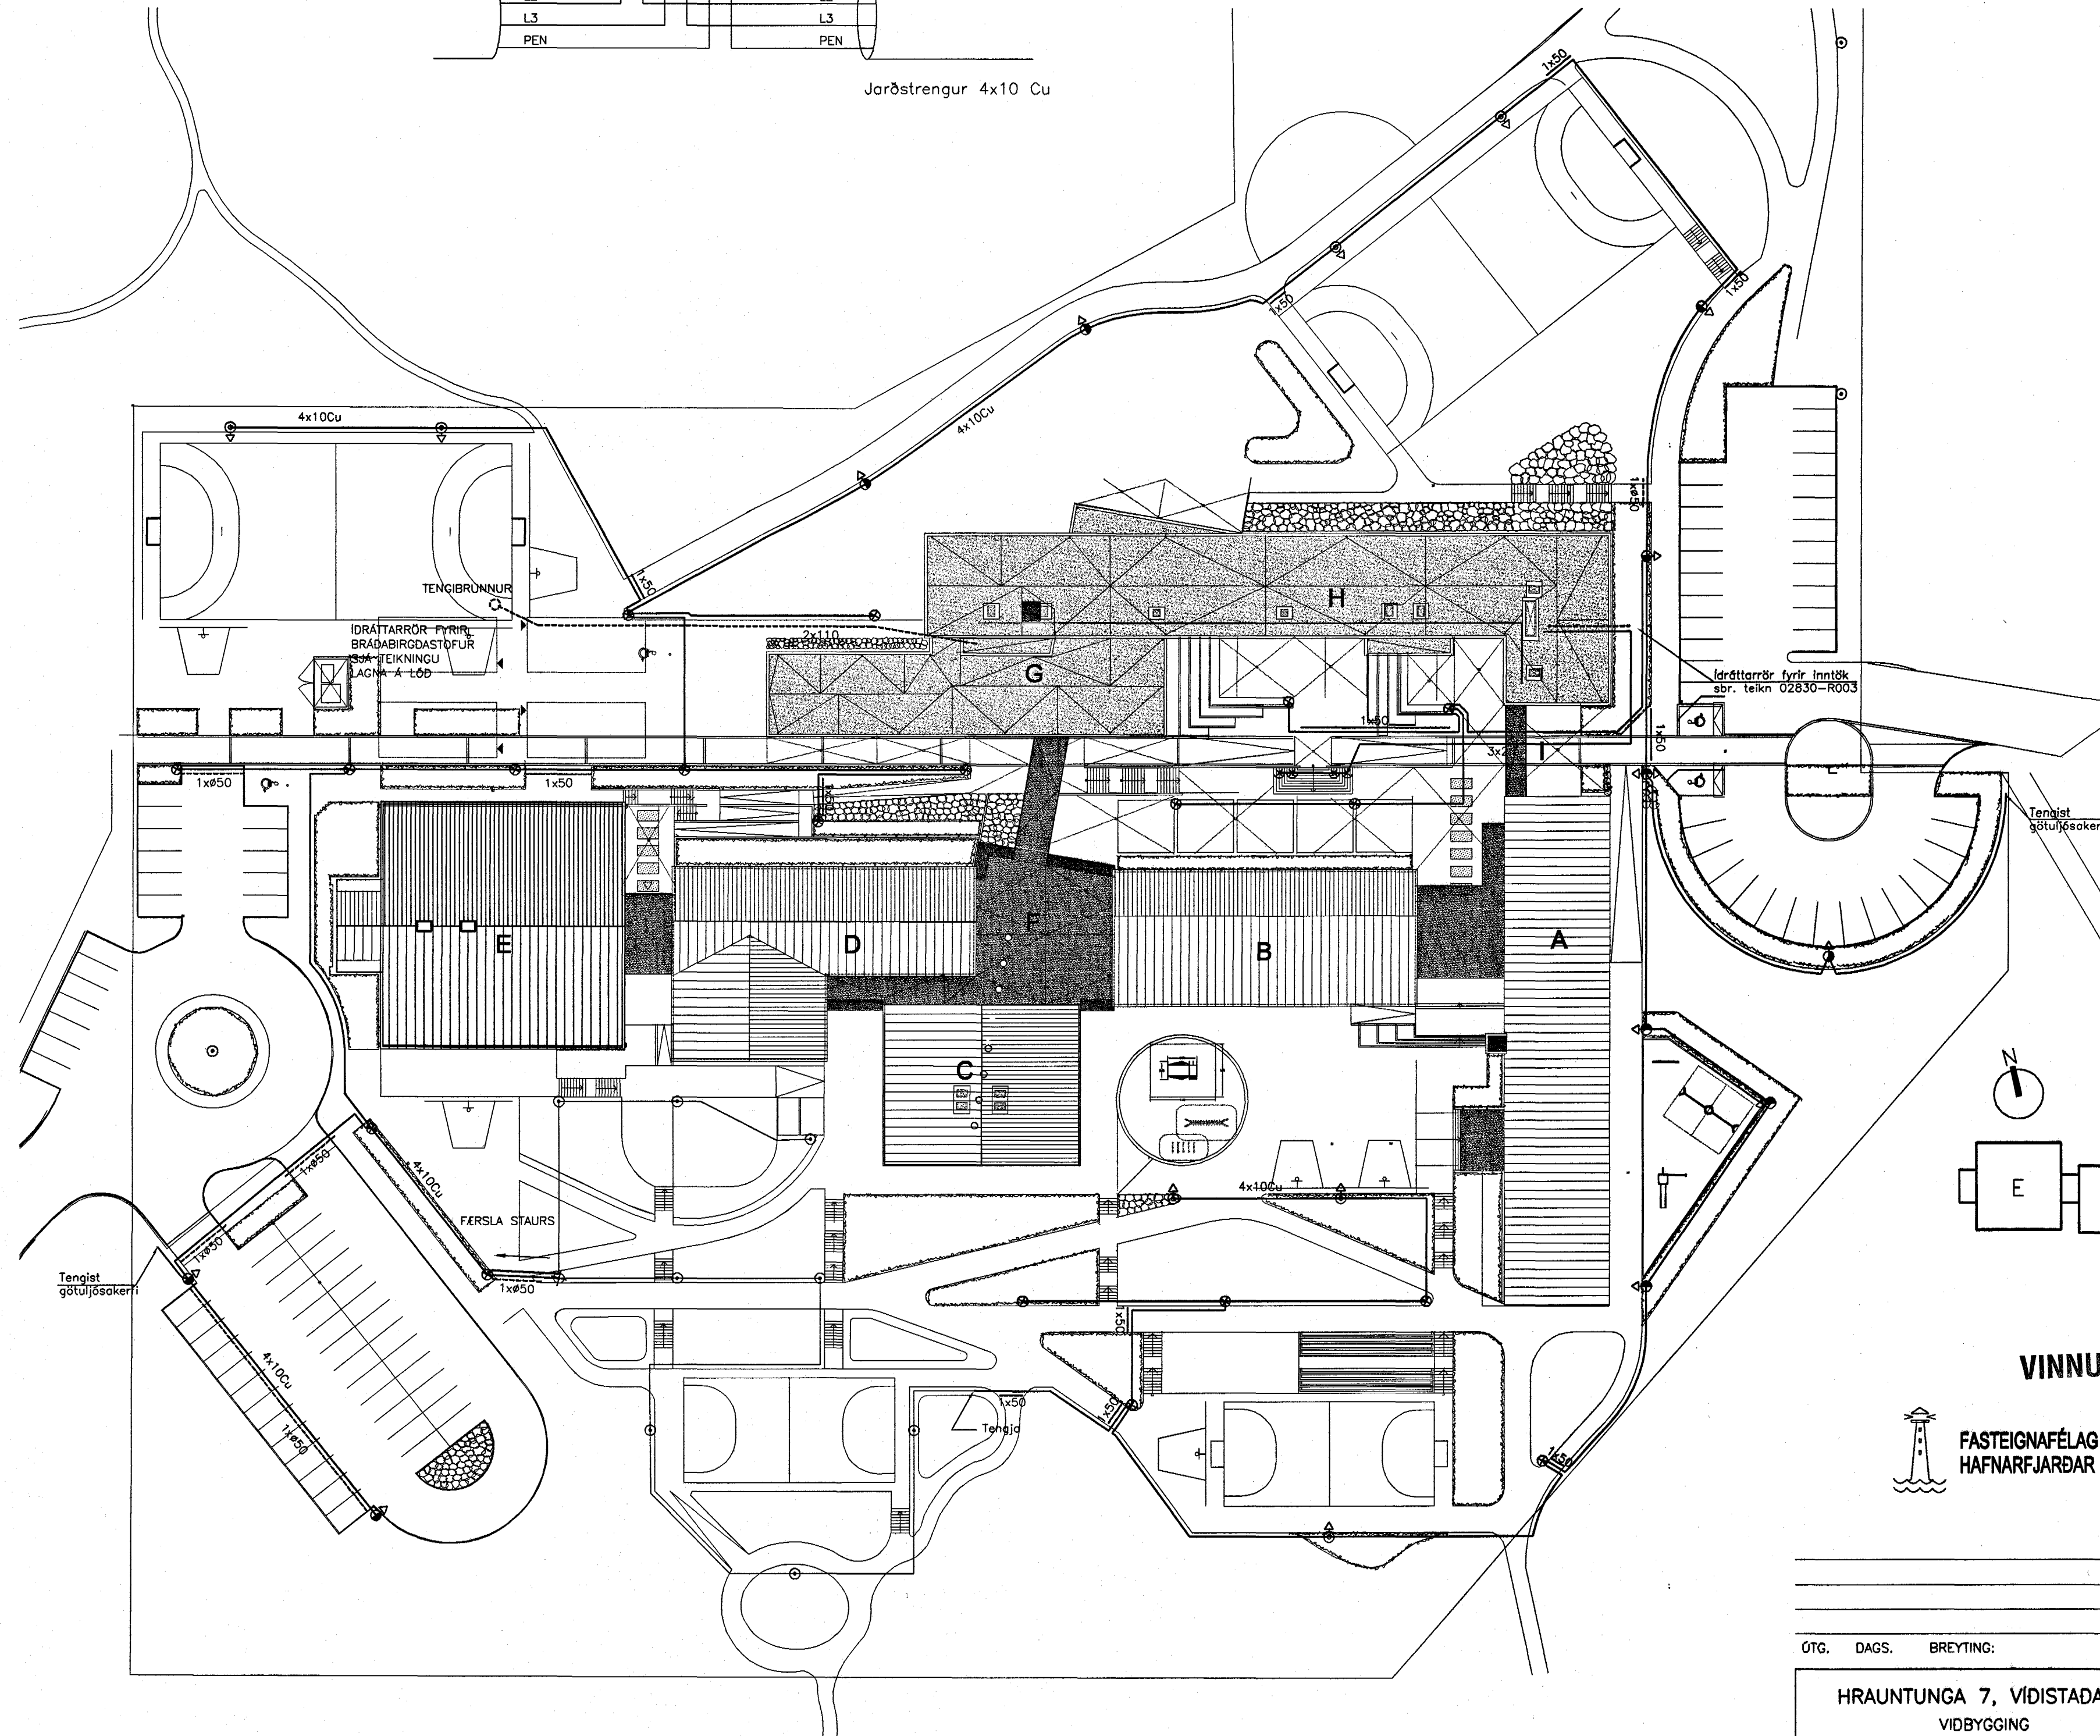 L3
L3
PEN
PEN
Jarðstrengur 4x10 Cu
1x50
1x50
1x50
4x10Cu
4x10Cu
1xø50
1x50
TENGIBRUNNUR
ÍDRÁTTARRÖR FYRIR
BRÁÐABIRGÐASTOFUR
SJÁ TEIKNINGU
LAGNA Á LÓÐ
2x110
H
G
Ídráttarrör fyrir inntök
sbr. teikn 02830-R003
1x50
1x50
I
1xø50
1x50
Tengist
E
D
F
B
A
C
N
E
4x10Cu
1xø50
4x10Cu
FÆRSLA STAURS
1xø50
1xø50
Tengist
götuljósakerfi
1x50
4x10Cu
1xø50
1x50
Tengja
1x50
1x50
VINNU
FASTEIGNAFÉLAG
HAFNARFJARÐAR
ÚTG. DAGS. BREYTING:
HRAUNTUNGA 7, VÍÐISTAÐA
VIÐBYGGING